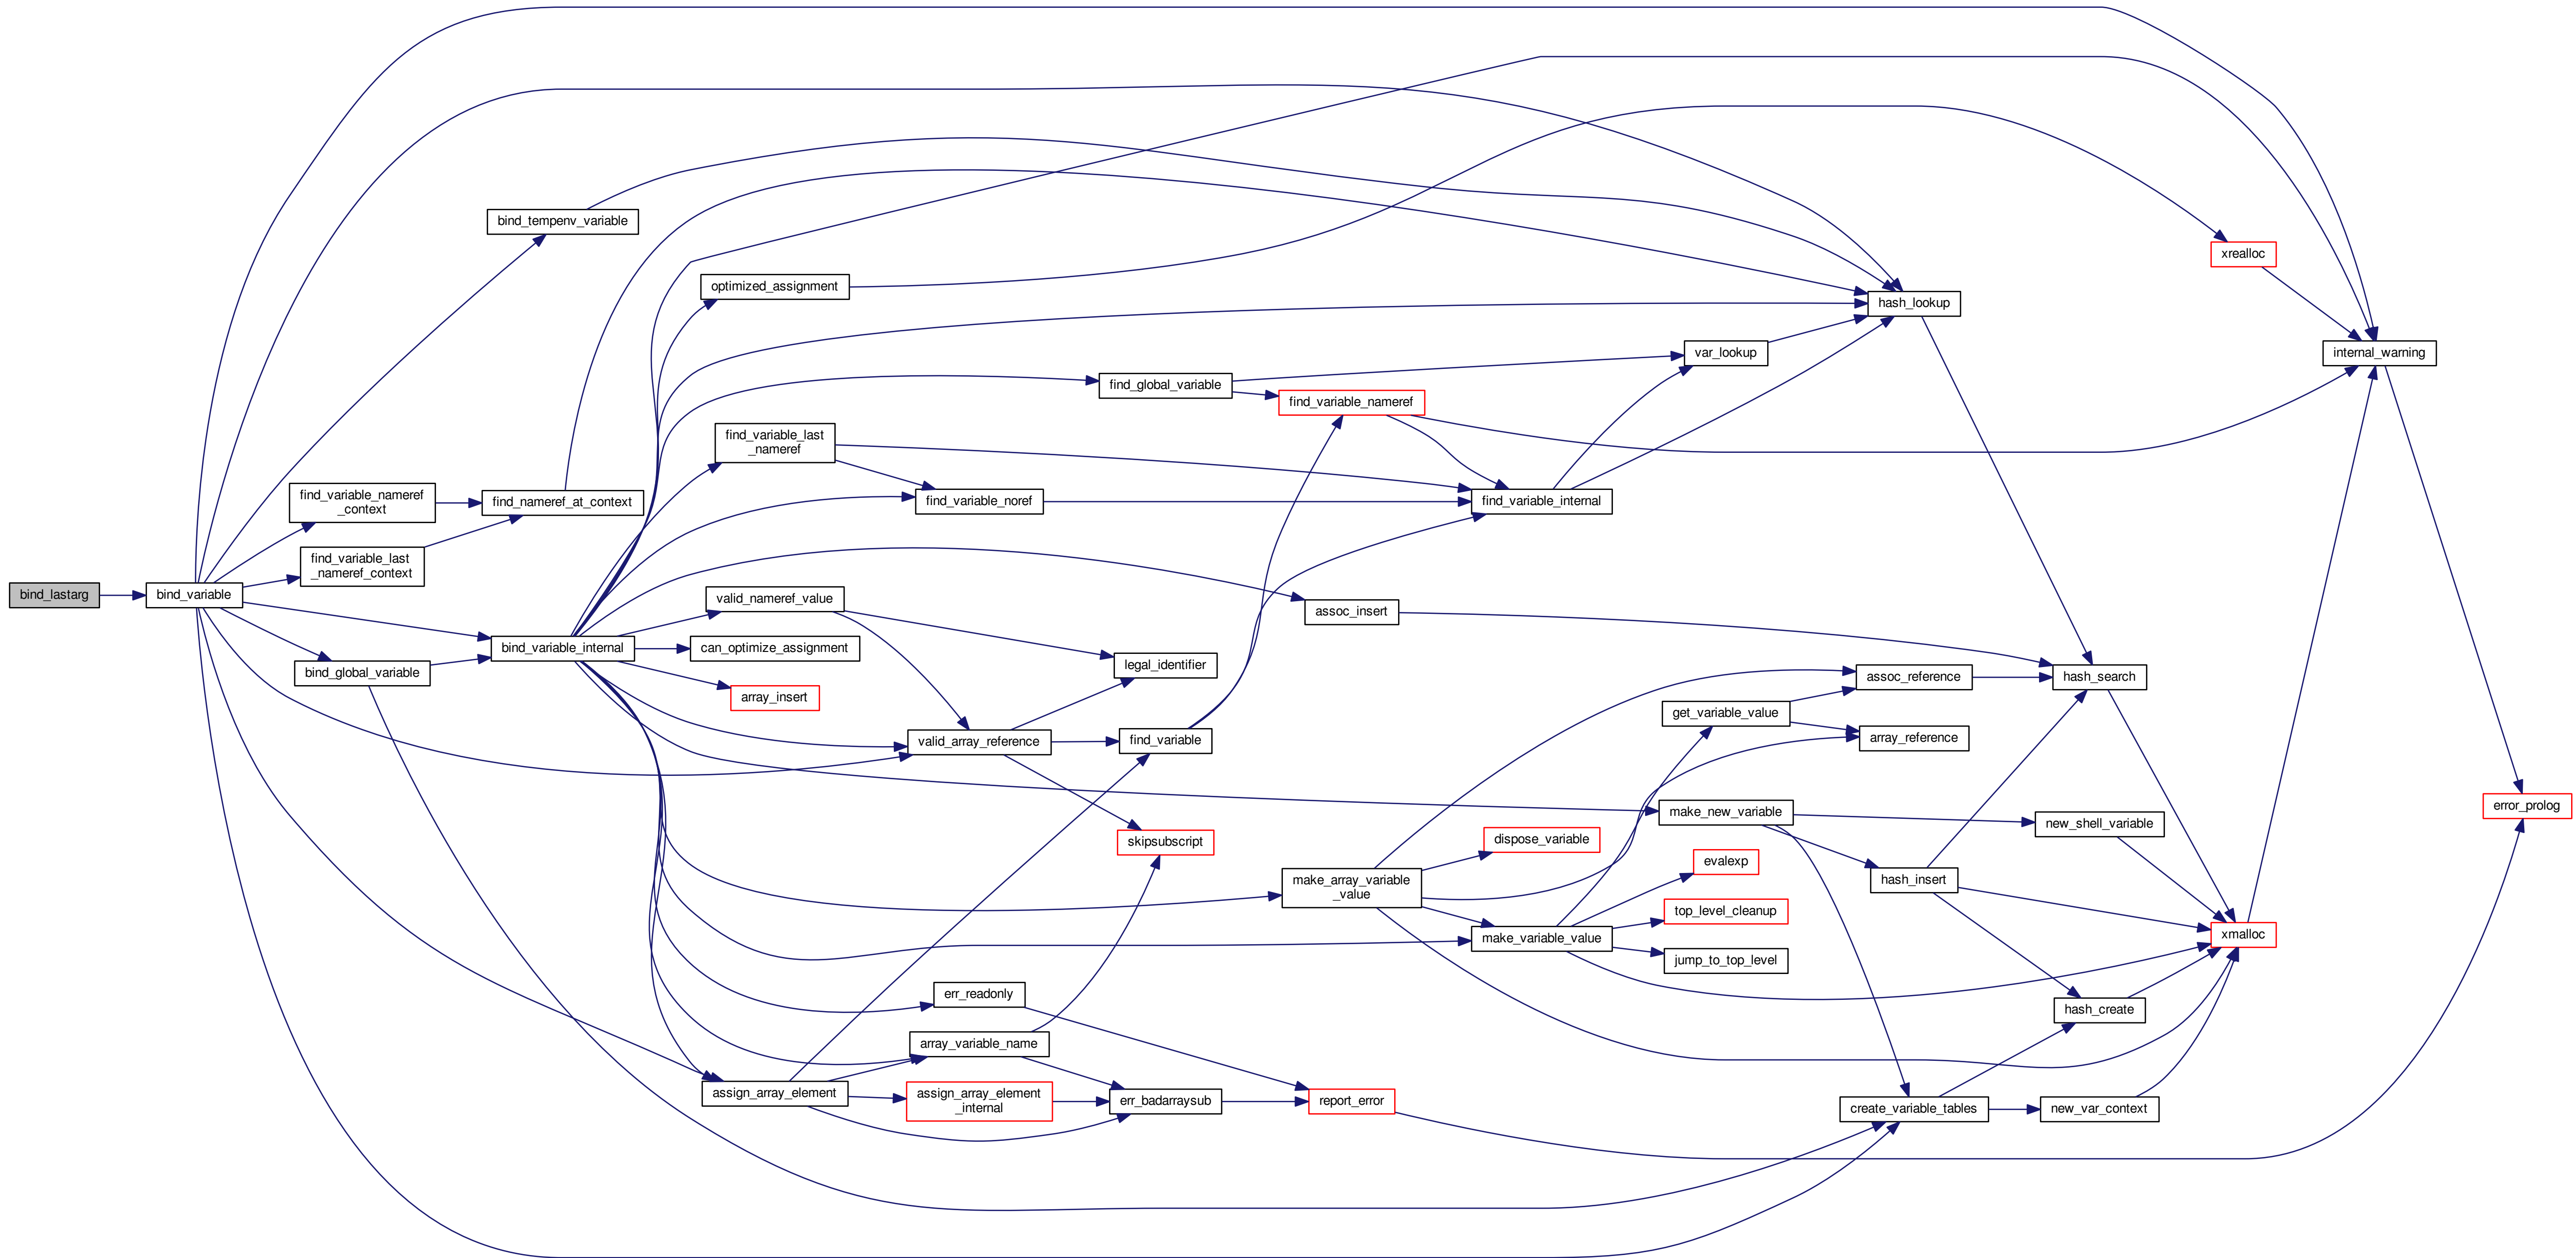 bind_lastarg
bind_variable
bind_tempenv_variable
find_variable_nameref
_context
find_variable_last
_nameref_context
bind_global_variable
find_nameref_at_context
bind_variable_internal
optimized_assignment
find_variable_last
_nameref
find_variable_noref
valid_nameref_value
can_optimize_assignment
array_insert
valid_array_reference
err_readonly
array_variable_name
assign_array_element
assign_array_element
_internal
find_global_variable
legal_identifier
find_variable
skipsubscript
err_badarraysub
find_variable_nameref
assoc_insert
make_array_variable
_value
report_error
find_variable_internal
dispose_variable
make_variable_value
var_lookup
get_variable_value
make_new_variable
evalexp
top_level_cleanup
jump_to_top_level
hash_lookup
assoc_reference
array_reference
hash_insert
create_variable_tables
hash_search
new_shell_variable
hash_create
new_var_context
xrealloc
xmalloc
internal_warning
error_prolog